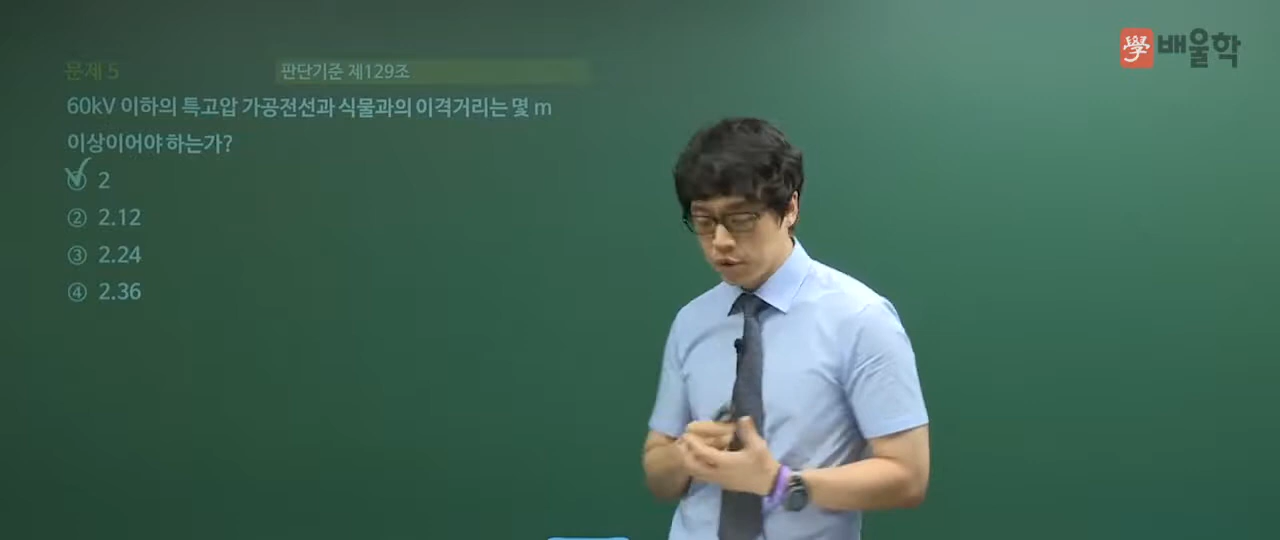 學 배울학
문제 5 판단기준 제129조
60kV 이하의 특고압 가공전선과 식물과의 이격거리는 몇 m
이상이어야 하는가?
① 2
② 2.12
③ 2.24
④ 2.36